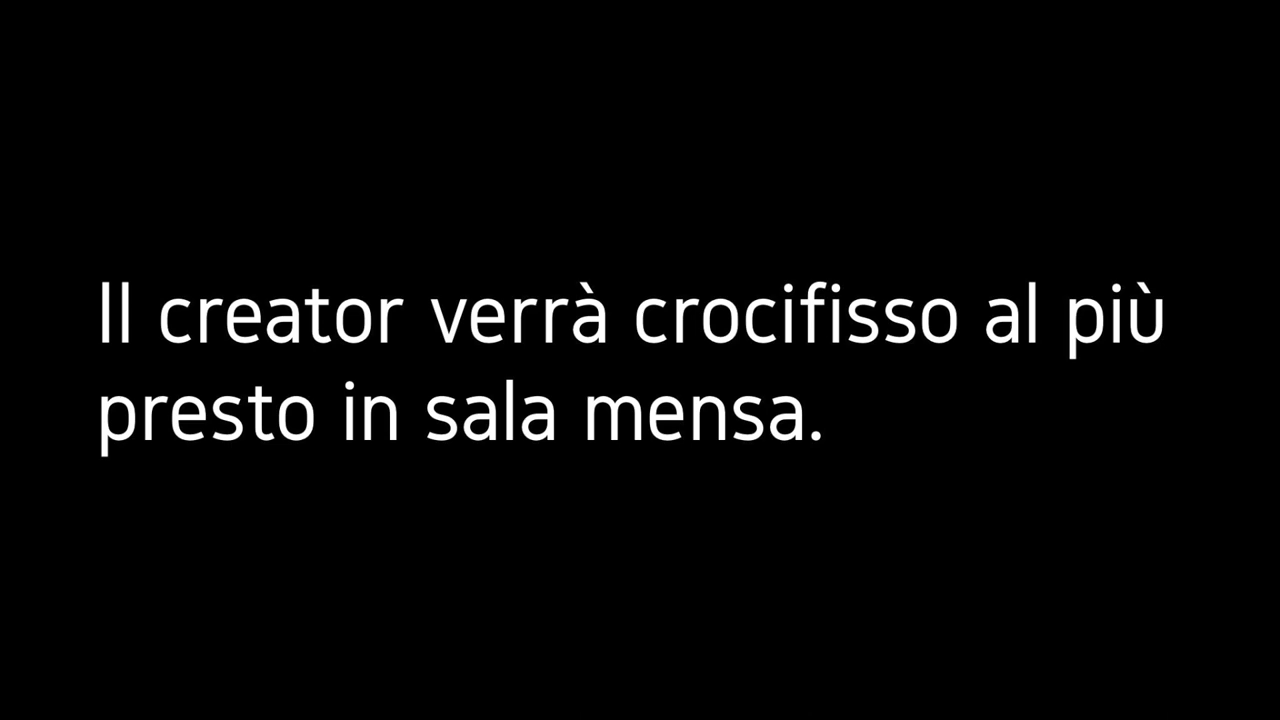 Il creator verrà crocifisso al più
presto in sala mensa.